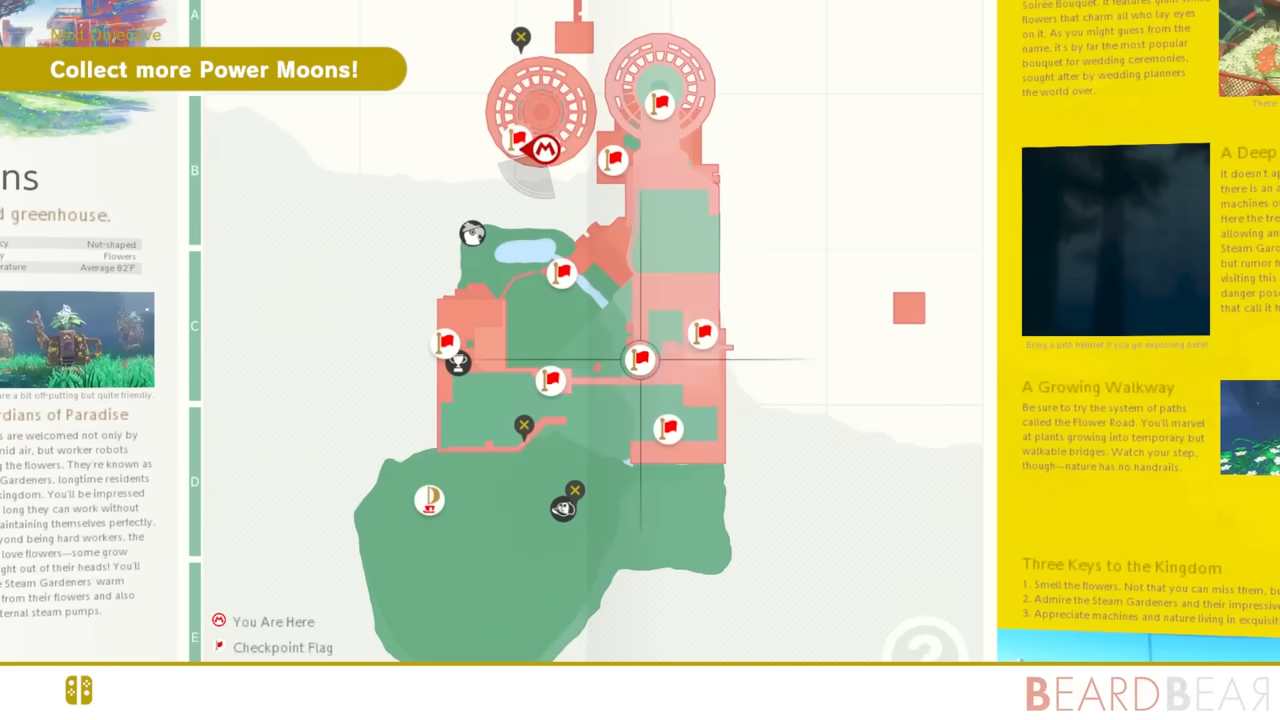 Next Objective
Collect more Power Moons!
A
B
C
D
E
ns
d greenhouse.
cy Nut-shaped
y Flowers
rature Average 82°F
are a bit off-putting but quite friendly.
rdians of Paradise
s are welcomed not only by
mid air, but worker robots
g the flowers. They're known as
Gardeners, longtime residents
kingdom. You'll be impressed
long they can work without
aintaining themselves perfectly.
yond being hard workers, the
love flowers—some grow
ght out of their heads! You'll
e Steam Gardeners' warm
from their flowers and also
ternal steam pumps.
You Are Here
Checkpoint Flag
?
Soirée Bouquet. It features giant
flowers that charm all who lay eyes
on it. As you might guess from the
name, it's by far the most popular
bouquet for wedding ceremonies,
sought after by wedding planners
the world over.
There
A Deep
It doesn't ap
there is an a
machines o
Here the tre
allowing an
Steam Gard
but rumor h
visiting this
danger pos
that call it h
Bring a pith helmet if you go exploring here!
A Growing Walkway
Be sure to try the system of paths
called the Flower Road. You'll marvel
at plants growing into temporary but
walkable bridges. Watch your step,
though—nature has no handrails.
Three Keys to the Kingdom
1. Smell the flowers. Not that you can miss them, bu
2. Admire the Steam Gardeners and their impressive
3. Appreciate machines and nature living in exquisit
BEARDBEAR